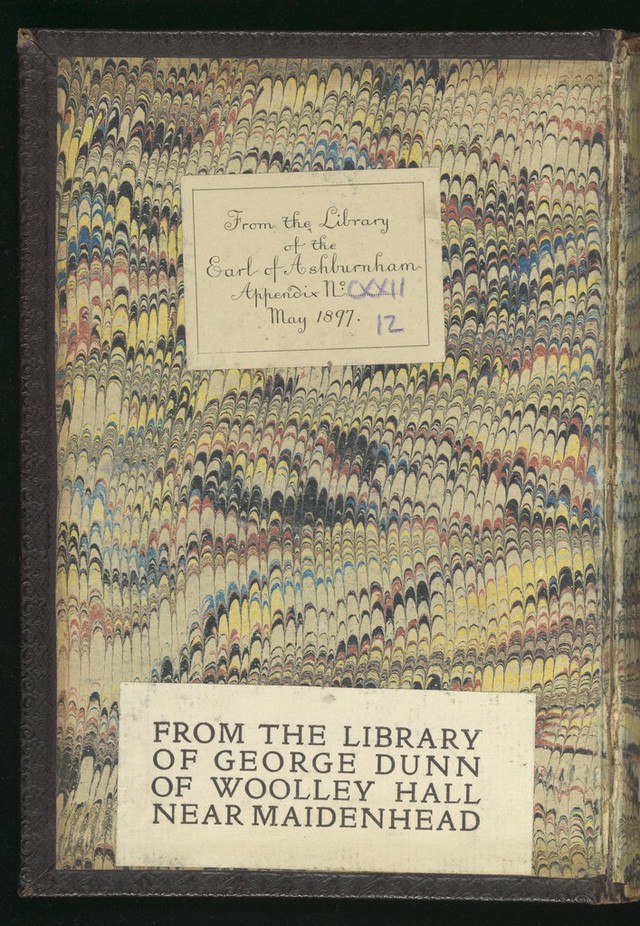 From the Library
of the
Earl of Ashburnham
Appendix Nº CXXII
May 1897. 12
FROM THE LIBRARY
OF GEORGE DUNN
OF WOOLLEY HALL
NEAR MAIDENHEAD